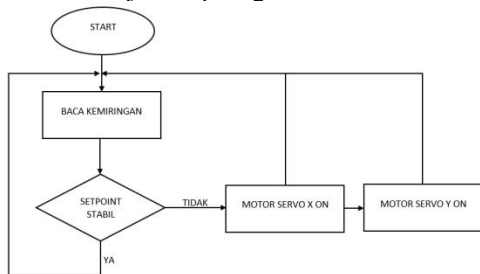 START
BACA KEMIRINGAN
SETPOINT
STABIL
TIDAK
MOTOR SERVO X ON
MOTOR SERVO Y ON
YA